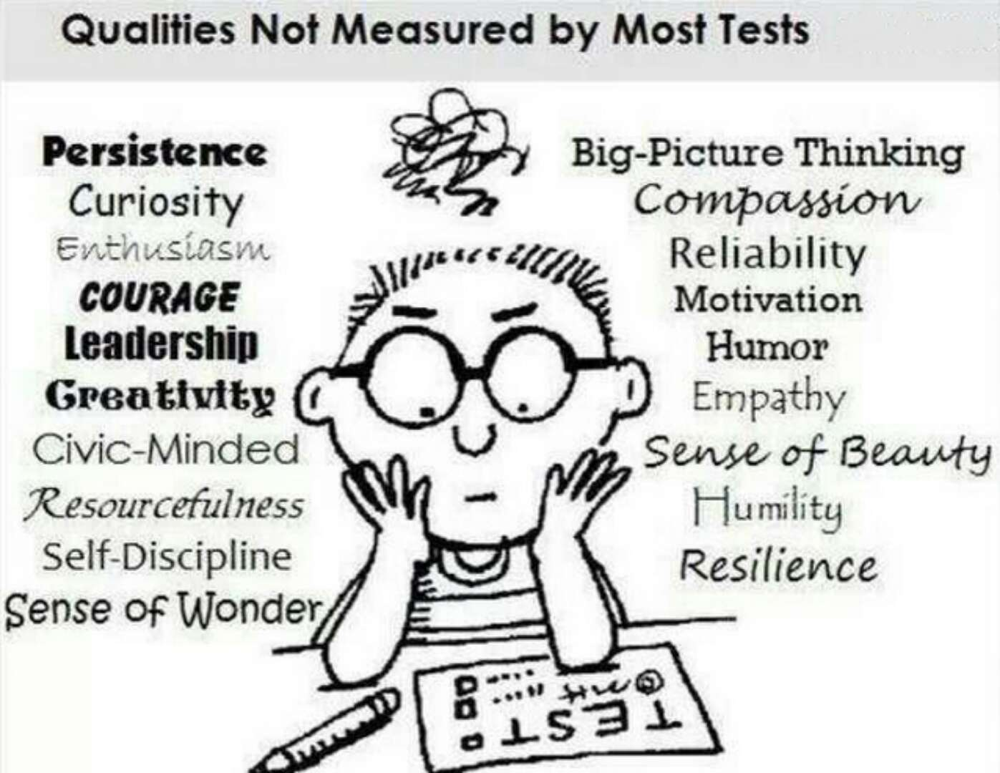 Qualities Not Measured by Most Tests
Persistence
Curiosity
Enthusiasm
COURAGE
Leadership
Creativity
Civic-Minded
Resourcefulness
Self-Discipline
Sense of Wonder
Big-Picture Thinking
Compassion
Reliability
Motivation
Humor
Empathy
Sense of Beauty
Humility
Resilience
TEST